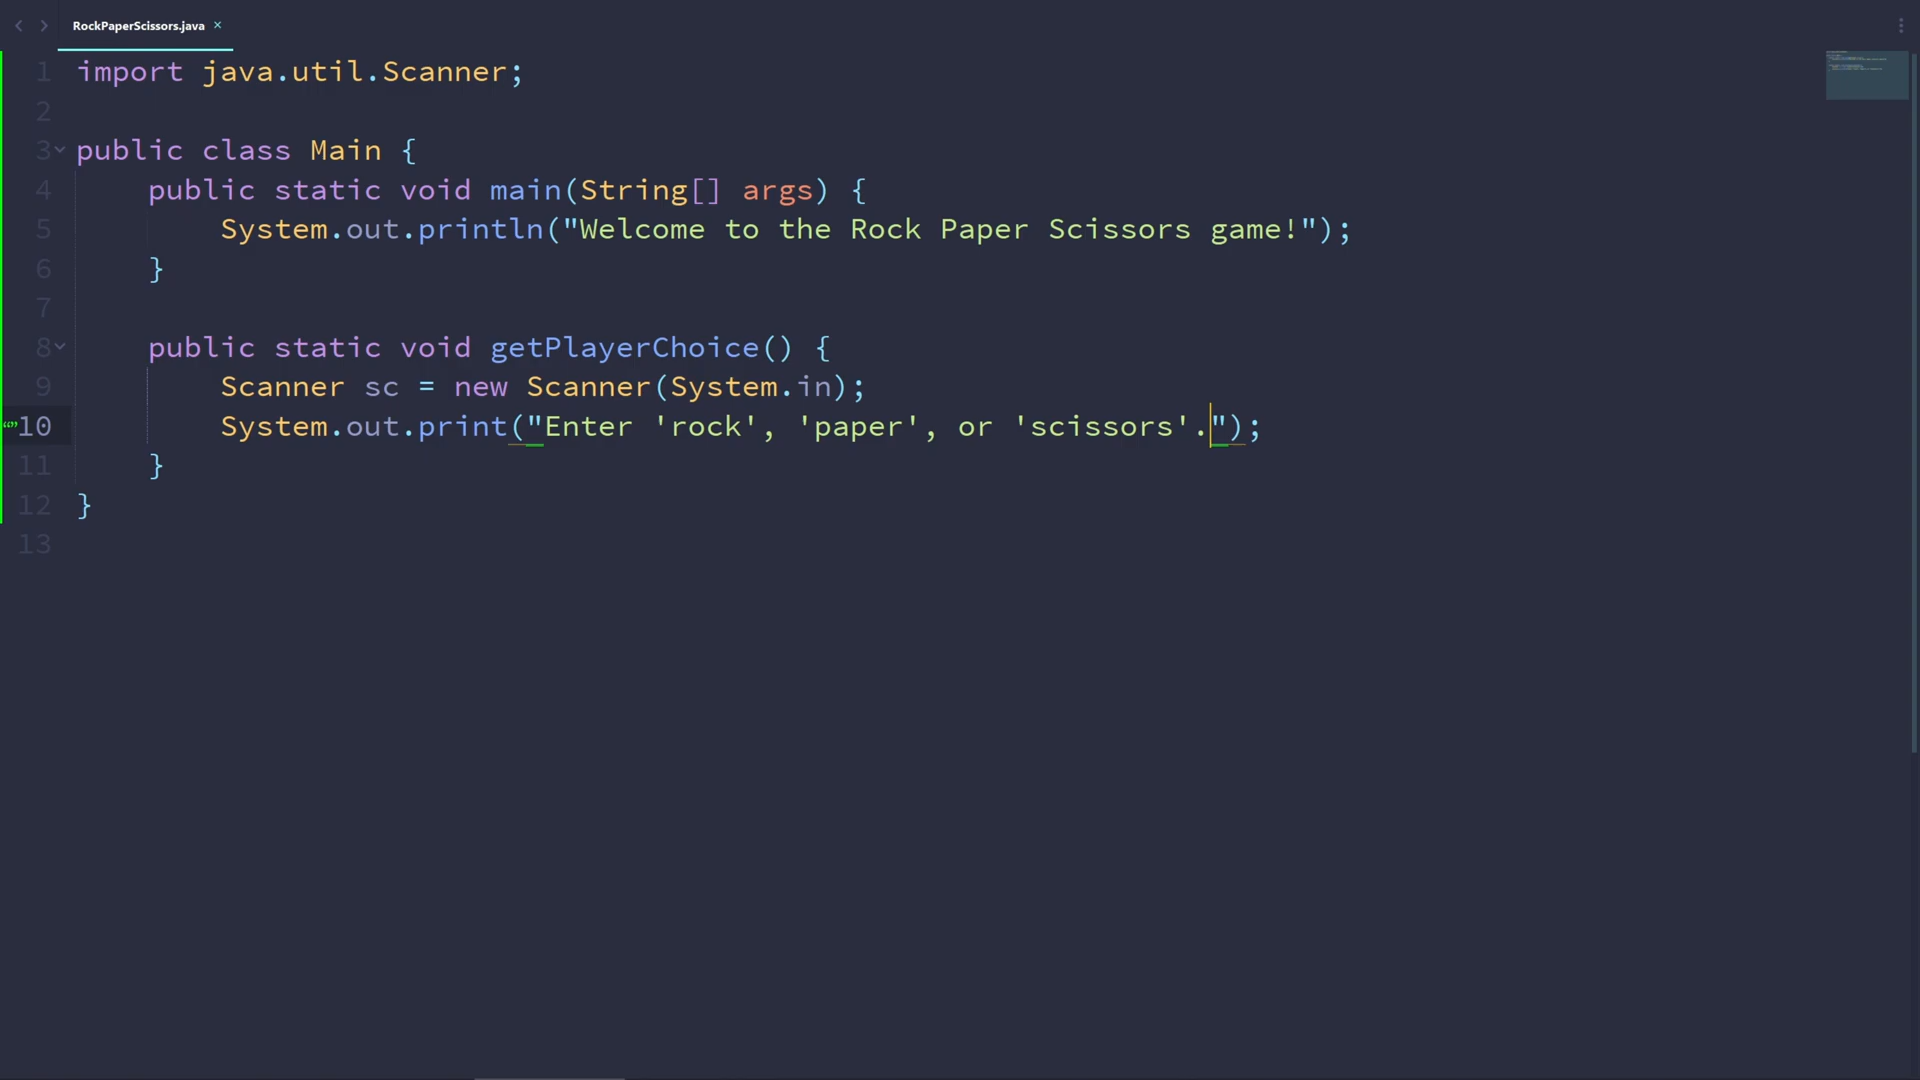 RockPaperScissors.java ×
1 import java.util.Scanner;
2
3 public class Main {
4 public static void main(String[] args) {
5 System.out.println("Welcome to the Rock Paper Scissors game!");
6 }
7
8 public static void getPlayerChoice() {
9 Scanner sc = new Scanner(System.in);
10 System.out.print("Enter 'rock', 'paper', or 'scissors'.");
11 }
12 }
13